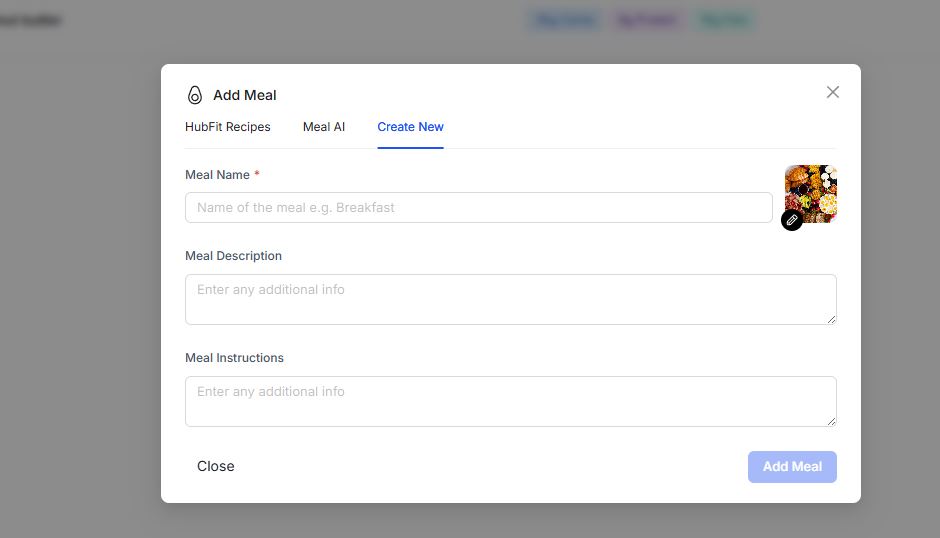 Add Meal
HubFit Recipes Meal AI Create New
Meal Name *
Name of the meal e.g. Breakfast
Meal Description
Enter any additional info
Meal Instructions
Enter any additional info
Close Add Meal